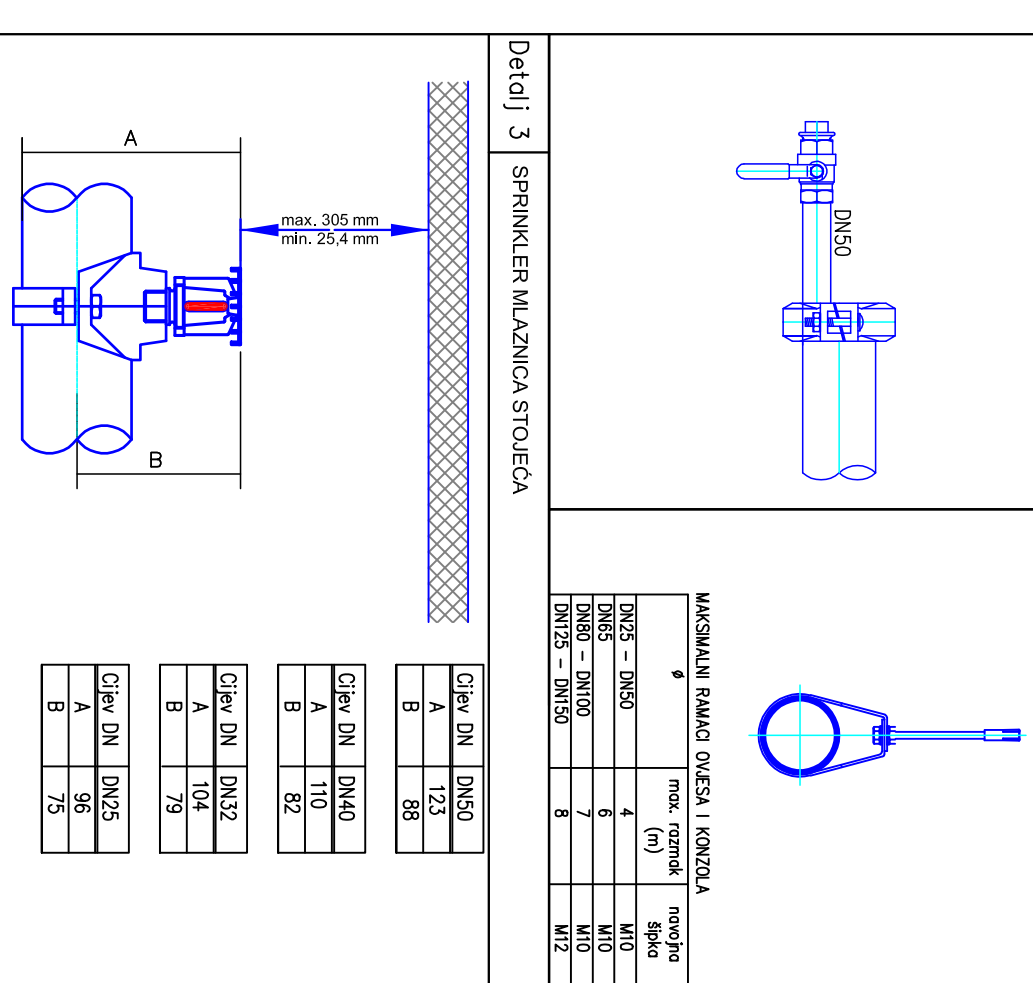 DN50
MAKSIMALNI RAMACI OVJESA I KONZOLA
ø max. razmak (m) navojna šipka
DN25 - DN50 4 M10
DN65 6 M10
DN80 - DN100 7 M10
DN125 - DN150 8 M12
Detalj 3 SPRINKLER MLAZNICA STOJEĆA
max. 305 mm
min. 25,4 mm
A
B
Cijev DN DN50
A 123
B 88
Cijev DN DN40
A 110
B 82
Cijev DN DN32
A 104
B 79
Cijev DN DN25
A 96
B 75